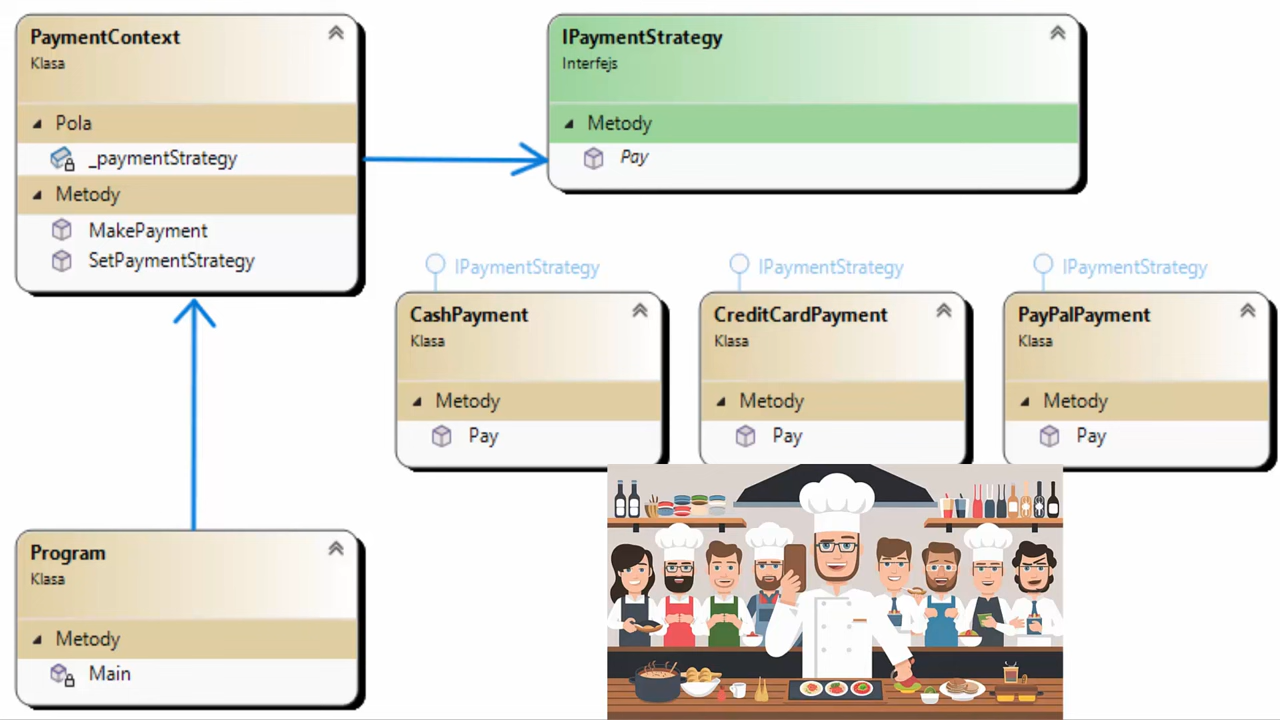 PaymentContext
Klasa
Pola
_paymentStrategy
Metody
MakePayment
SetPaymentStrategy
IPaymentStrategy
Interfejs
Metody
Pay
IPaymentStrategy
CashPayment
Klasa
Metody
Pay
IPaymentStrategy
CreditCardPayment
Klasa
Metody
Pay
IPaymentStrategy
PayPalPayment
Klasa
Metody
Pay
Program
Klasa
Metody
Main